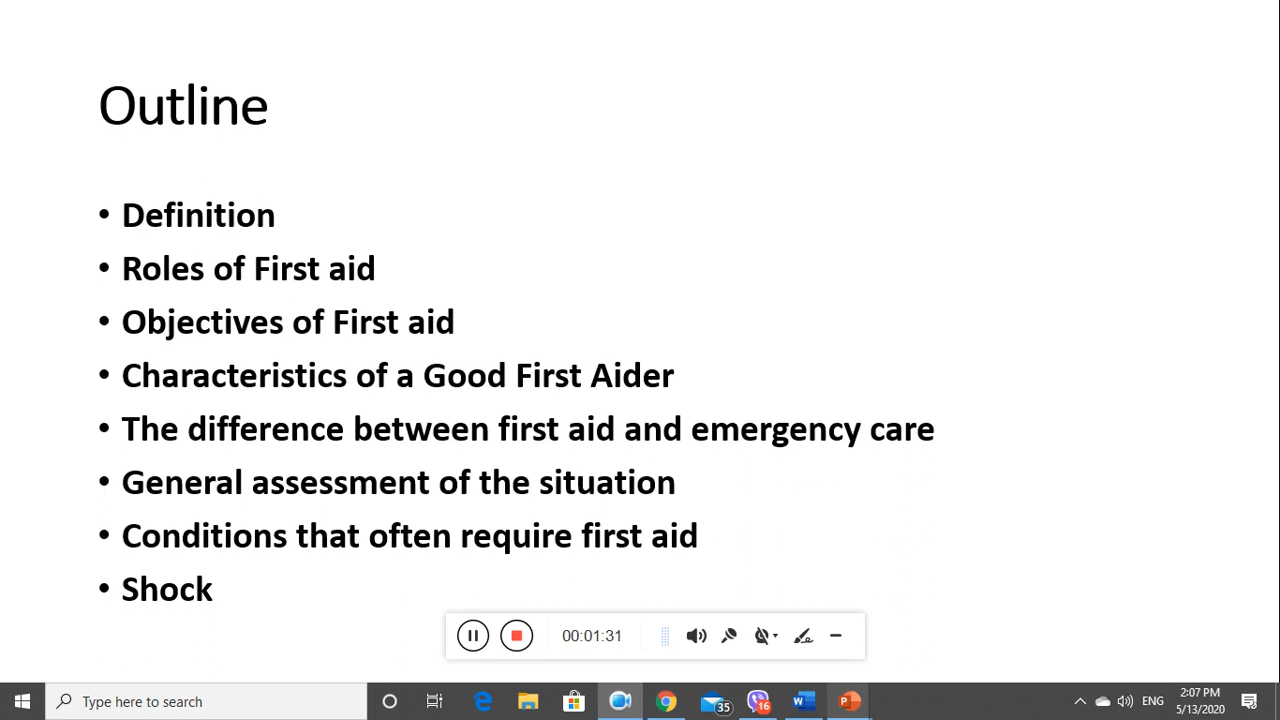 Outline
• Definition
• Roles of First aid
• Objectives of First aid
• Characteristics of a Good First Aider
• The difference between first aid and emergency care
• General assessment of the situation
• Conditions that often require first aid
• Shock
00:01:31
Type here to search
35
16
ENG
2:07 PM
5/13/2020